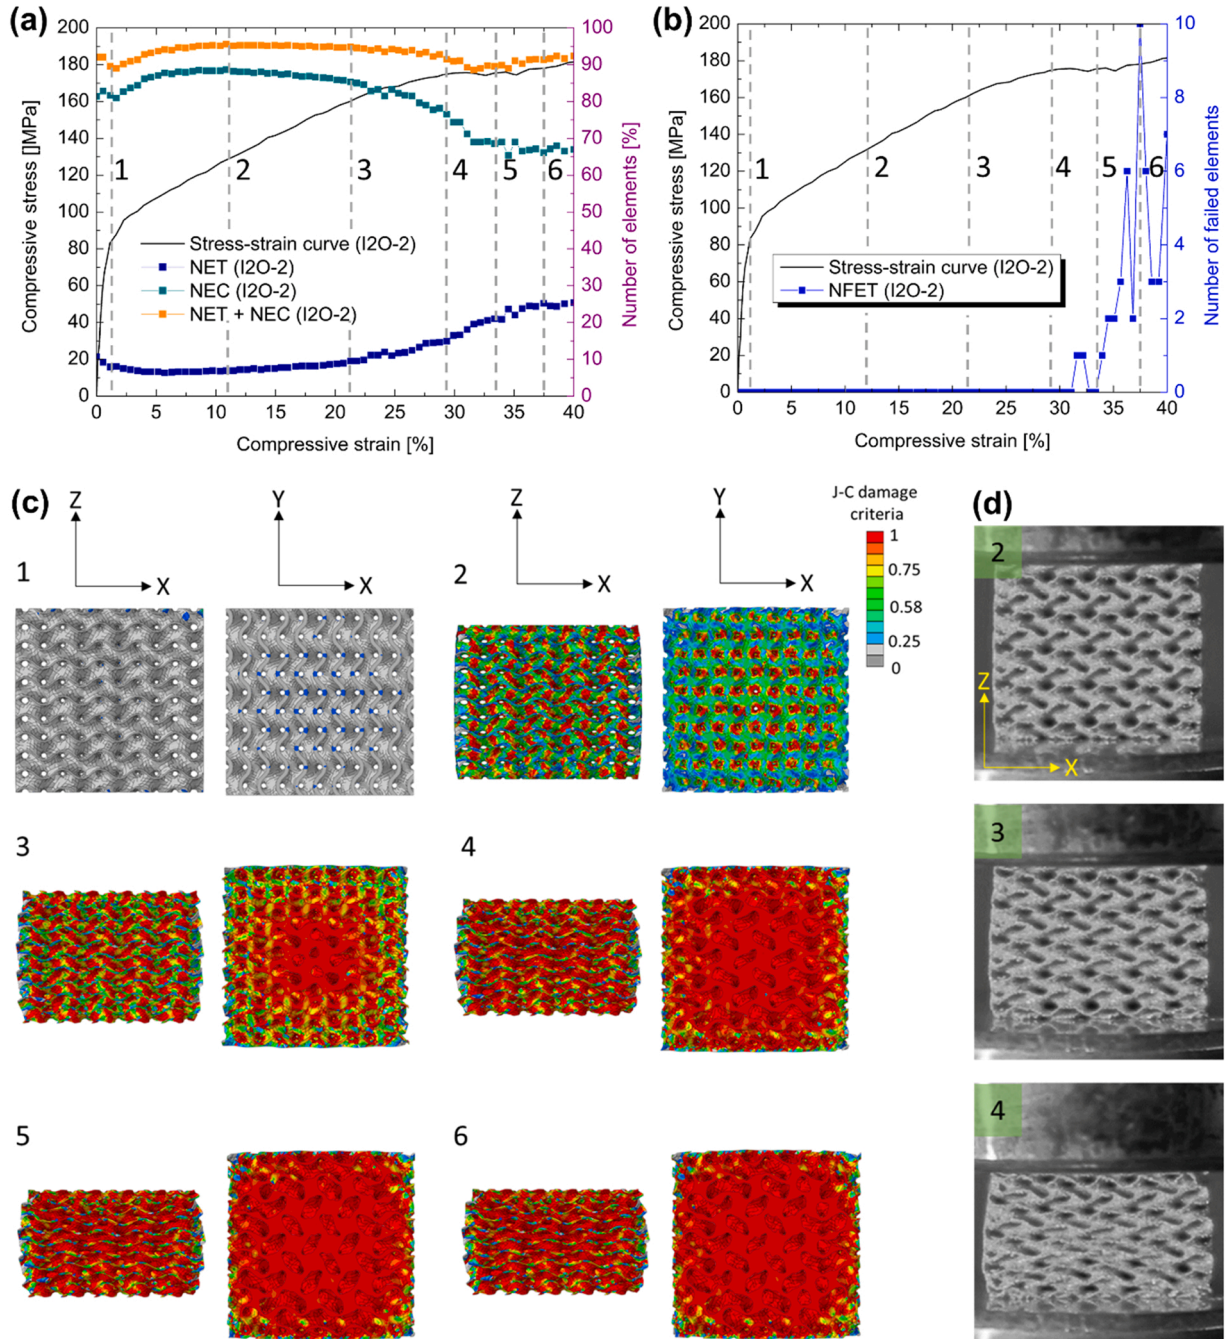 (a)
100
200
180
160
140
120
100
80
60
40
20
0
90
80
70
60
50
40
30
20
10
0
Compressive stress [|MPa]
Number of elements [%]
1
2
3
4
5
6
Stress-strain curve (I2O-2)
NET (I2O-2)
NEC (I2O-2)
NET + NEC (I2O-2)
0 5 10 15 20 25 30 35 40
Compressive strain [%]
(b)
200
180
160
140
120
100
80
60
40
20
0
10
8
6
4
2
0
Compressive stress [MPa]
Number of failed elements
1
2
3
4
5
6
Stress-strain curve (I2O-2)
NFET (I2O-2)
0 5 10 15 20 25 30 35 40
Compressive strain [%]
(c)
Z
X
Y
X
Z
X
Y
X
J-C damage
criteria
1
0.75
0.58
0.25
0
1
2
3
4
5
6
(d)
2
Z
X
3
4